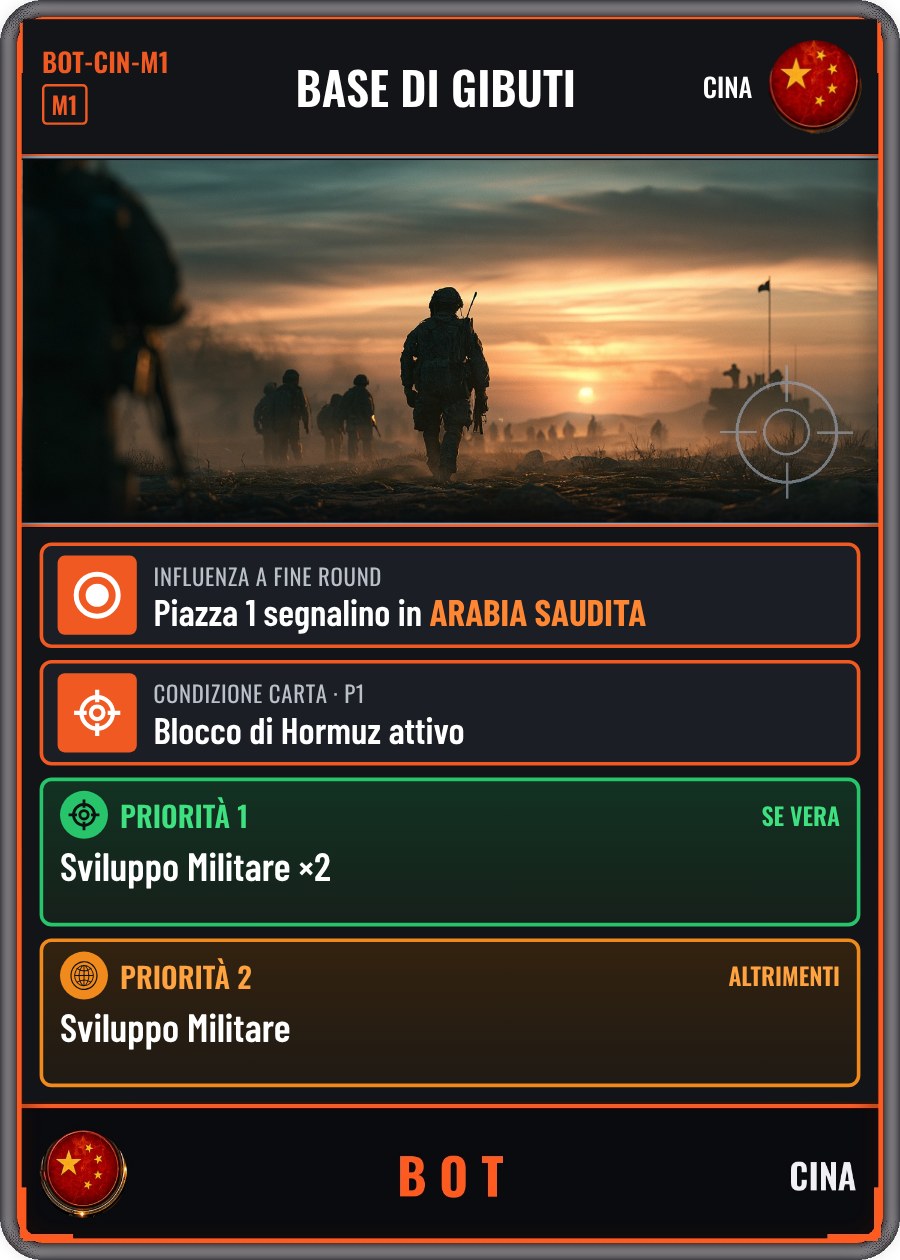 BOT-CIN-M1
M1
BASE DI GIBUTI
CINA
INFLUENZA A FINE ROUND
Piazza 1 segnalino in ARABIA SAUDITA
CONDIZIONE CARTA · P1
Blocco di Hormuz attivo
PRIORITÀ 1
SE VERA
Sviluppo Militare ×2
PRIORITÀ 2
ALTRIMENTI
Sviluppo Militare
BOT
CINA